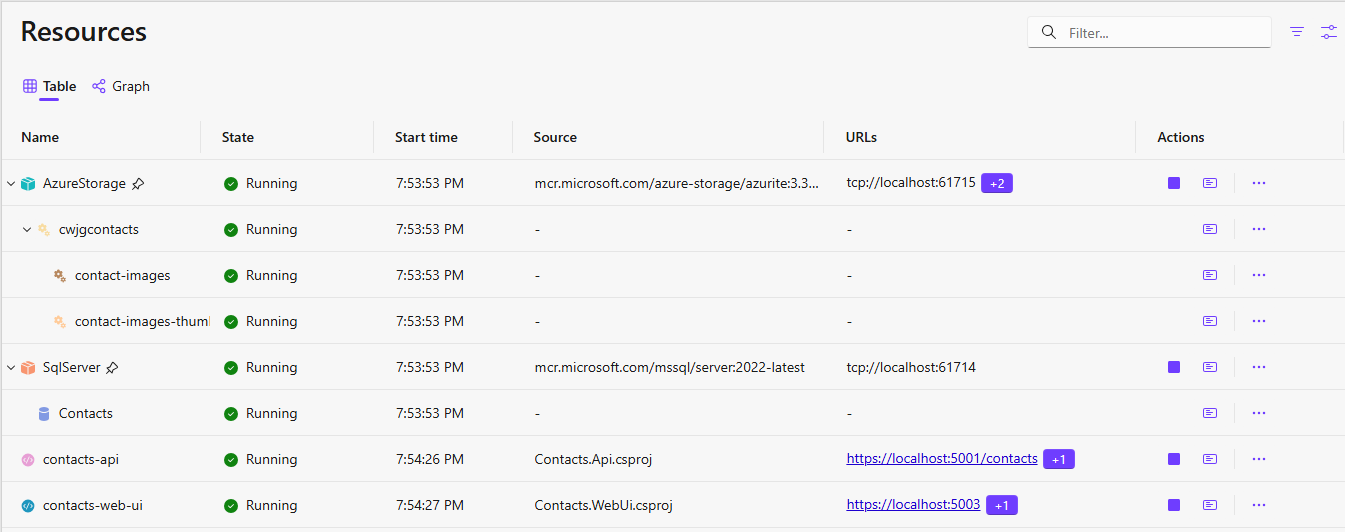 Resources
Filter...
Table Graph
Name State Start time Source URLs Actions
AzureStorage Running 7:53:53 PM mcr.microsoft.com/azure-storage/azurite:3.3... tcp://localhost:61715 +2
cwjgcontacts Running 7:53:53 PM - -
contact-images Running 7:53:53 PM - -
contact-images-thum Running 7:53:53 PM - -
SqlServer Running 7:53:53 PM mcr.microsoft.com/mssql/server:2022-latest tcp://localhost:61714
Contacts Running 7:53:53 PM - -
contacts-api Running 7:54:26 PM Contacts.Api.csproj https://localhost:5001/contacts +1
contacts-web-ui Running 7:54:27 PM Contacts.WebUi.csproj https://localhost:5003 +1